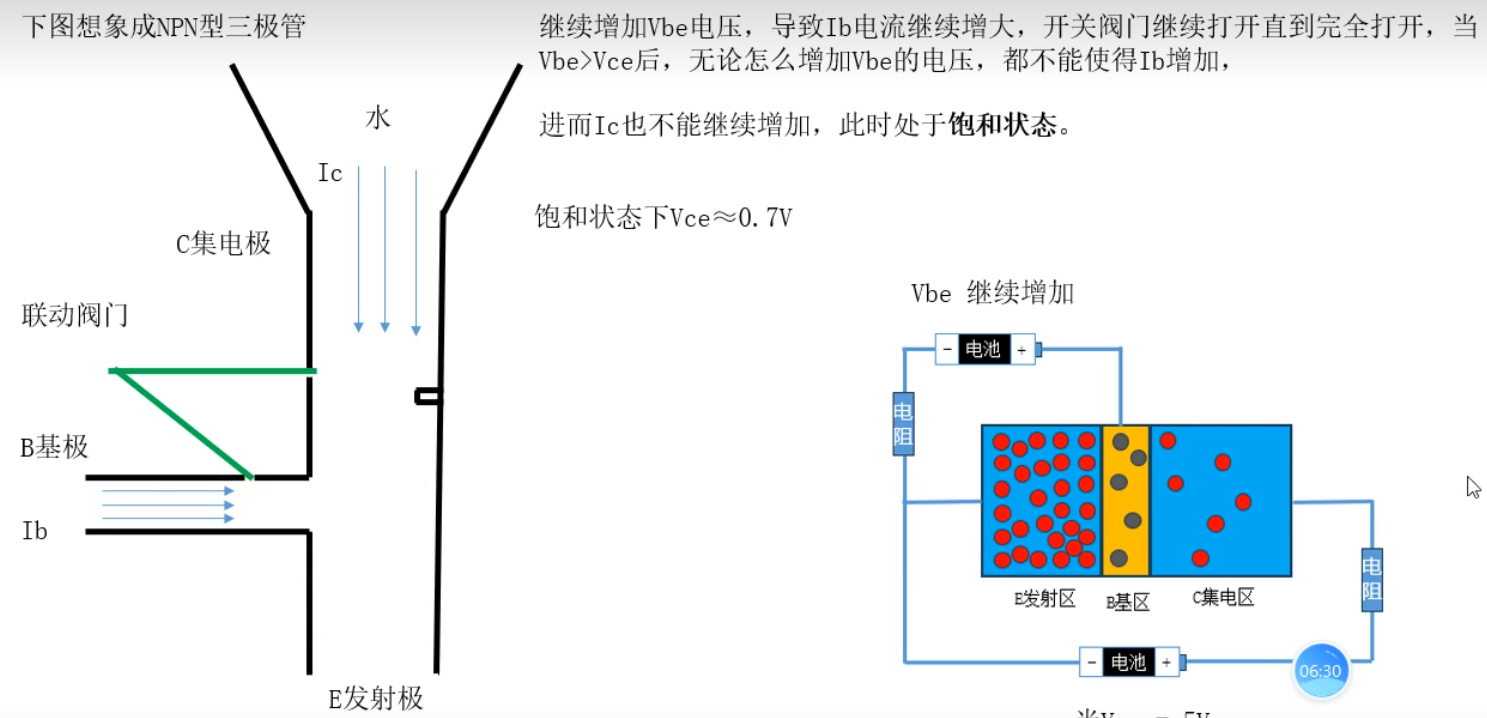 下图想象成NPN型三极管
继续增加Vbe电压，导致Ib电流继续增大，开关阀门继续打开直到完全打开，当
Vbe>Vce后，无论怎么增加Vbe的电压，都不能使得Ib增加，
进而Ic也不能继续增加，此时处于饱和状态。
饱和状态下Vce≈0.7V
水
Ic
C集电极
联动阀门
B基极
Ib
E发射极
Vbe 继续增加
- 电池 +
电阻
E发射区
B基区
C集电区
电阻
- 电池 +
06:30